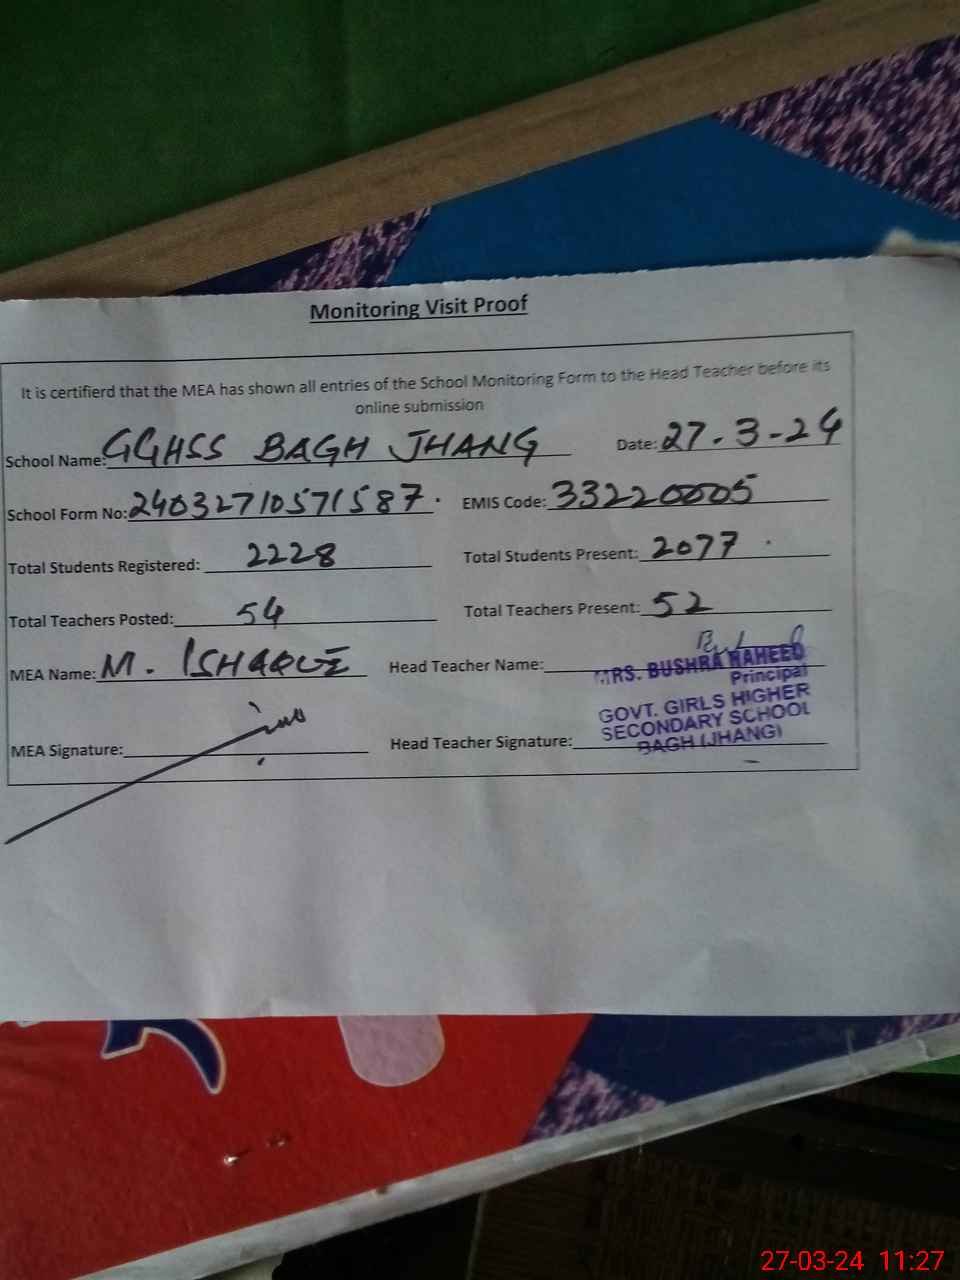 Monitoring Visit Proof
It is certifierd that the MEA has shown all entries of the School Monitoring Form to the Head Teacher before its
online submission
School Name: GGHSS BAGH JHANG Date: 27-3-24
School Form No: 24032710571587. EMIS Code: 33220005
Total Students Registered: 2228 Total Students Present: 2077
Total Teachers Posted: 54 Total Teachers Present: 52
MEA Name: M. ISHAQUE Head Teacher Name:
MRS. BUSHRA NAHEED
Principal
GOVT. GIRLS HIGHER
SECONDARY SCHOOL
MEA Signature: Head Teacher Signature:
BAGH (JHANG)
27-03-24 11:27